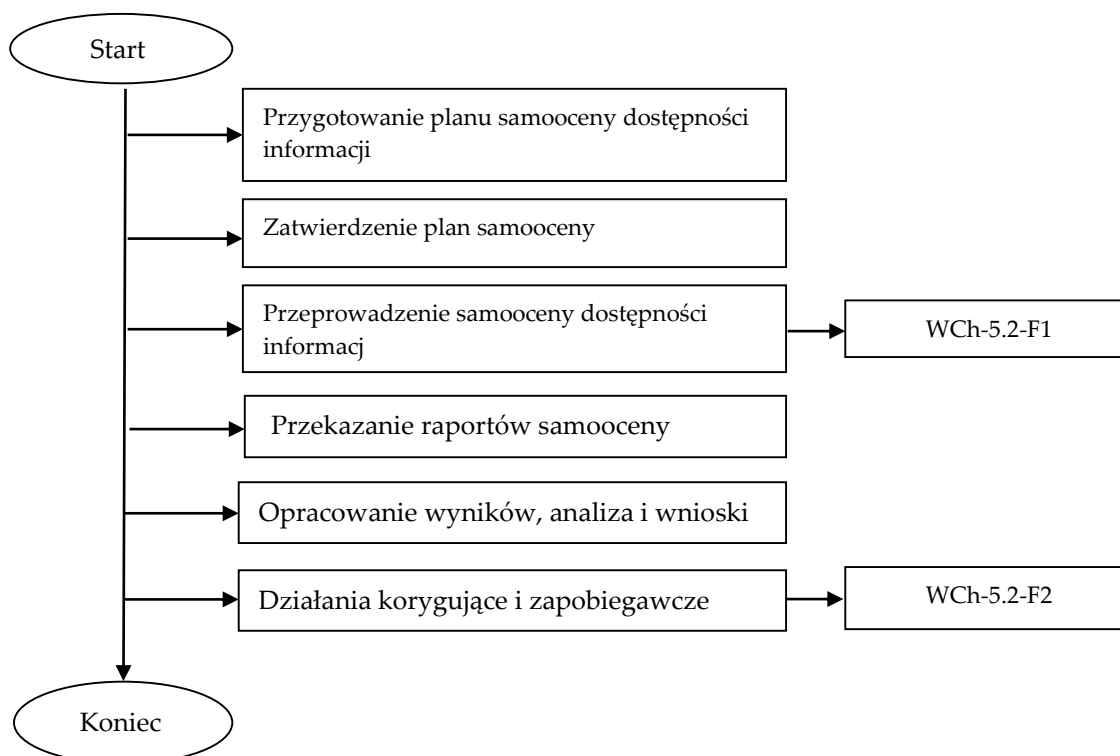 Start
Przygotowanie planu samooceny dostępności
informacji
Zatwierdzenie plan samooceny
Przeprowadzenie samooceny dostępności
informacj
WCh-5.2-F1
Przekazanie raportów samooceny
Opracowanie wyników, analiza i wnioski
Działania korygujące i zapobiegawcze
WCh-5.2-F2
Koniec